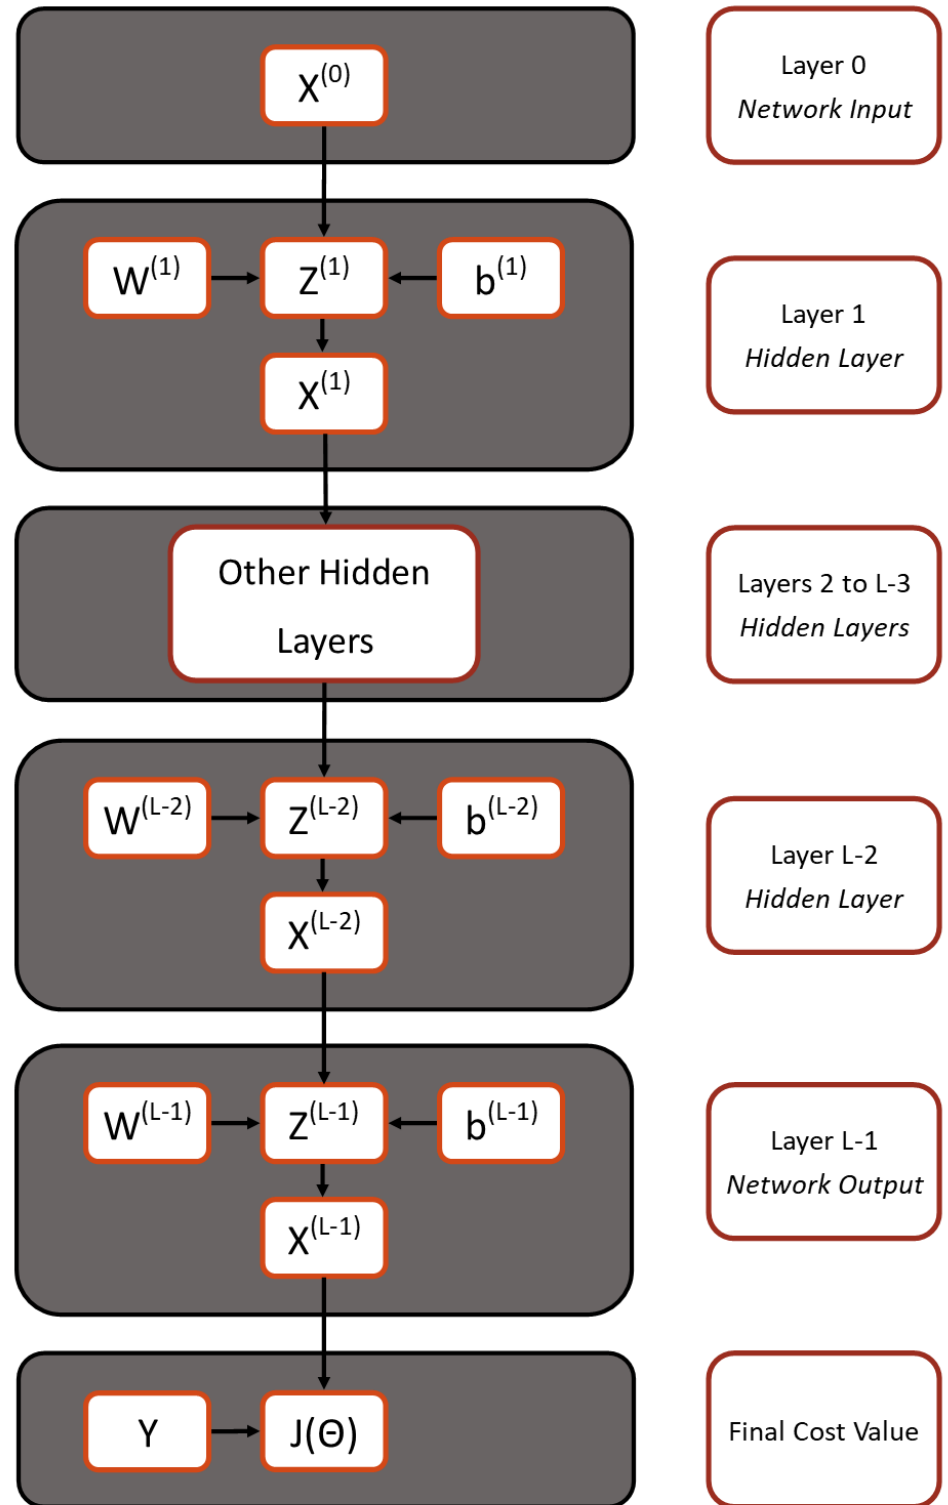 X^(0)
Layer 0
Network Input
W^(1)
Z^(1)
b^(1)
X^(1)
Layer 1
Hidden Layer
Other Hidden
Layers
Layers 2 to L-3
Hidden Layers
W^(L-2)
Z^(L-2)
b^(L-2)
X^(L-2)
Layer L-2
Hidden Layer
W^(L-1)
Z^(L-1)
b^(L-1)
X^(L-1)
Layer L-1
Network Output
Y
J(Θ)
Final Cost Value